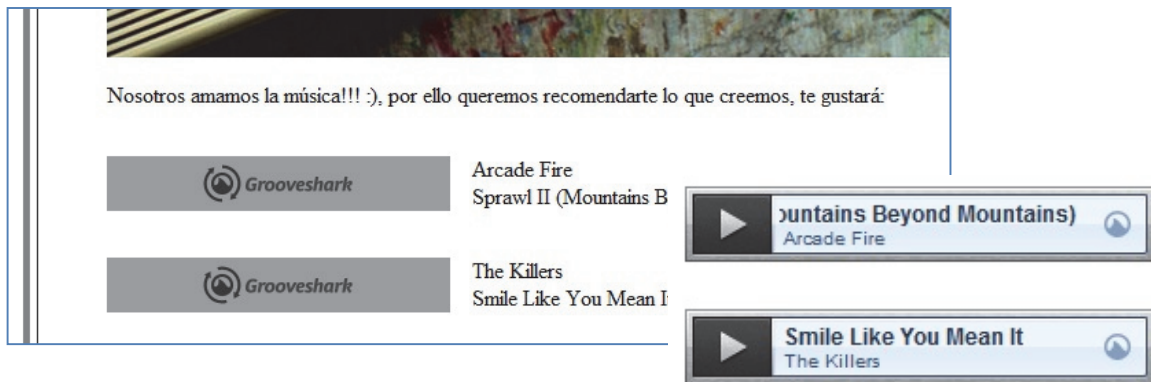 Nosotros amamos la música!!! :), por ello queremos recomendarte lo que creemos, te gustará:
Grooveshark
Arcade Fire
Sprawl II (Mountains B
Grooveshark
The Killers
Smile Like You Mean I
ountains Beyond Mountains)
Arcade Fire
Smile Like You Mean It
The Killers